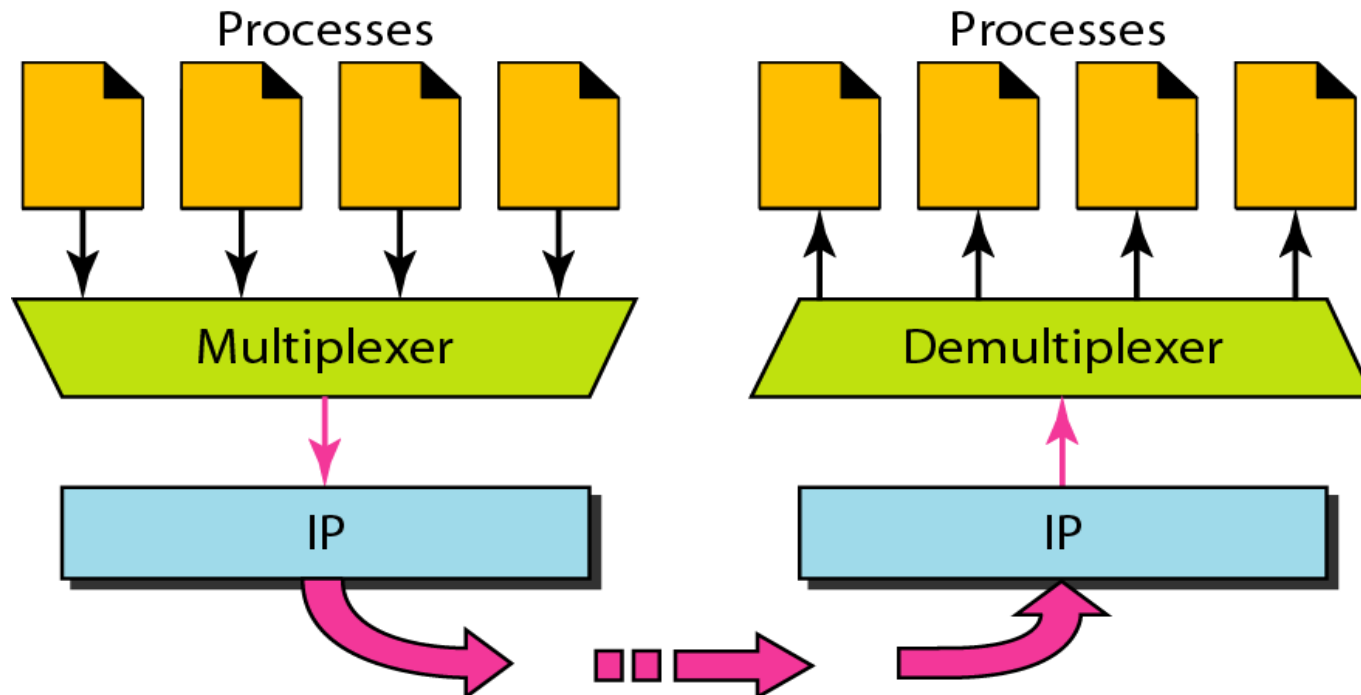 Processes
Processes
Multiplexer
Demultiplexer
IP
IP